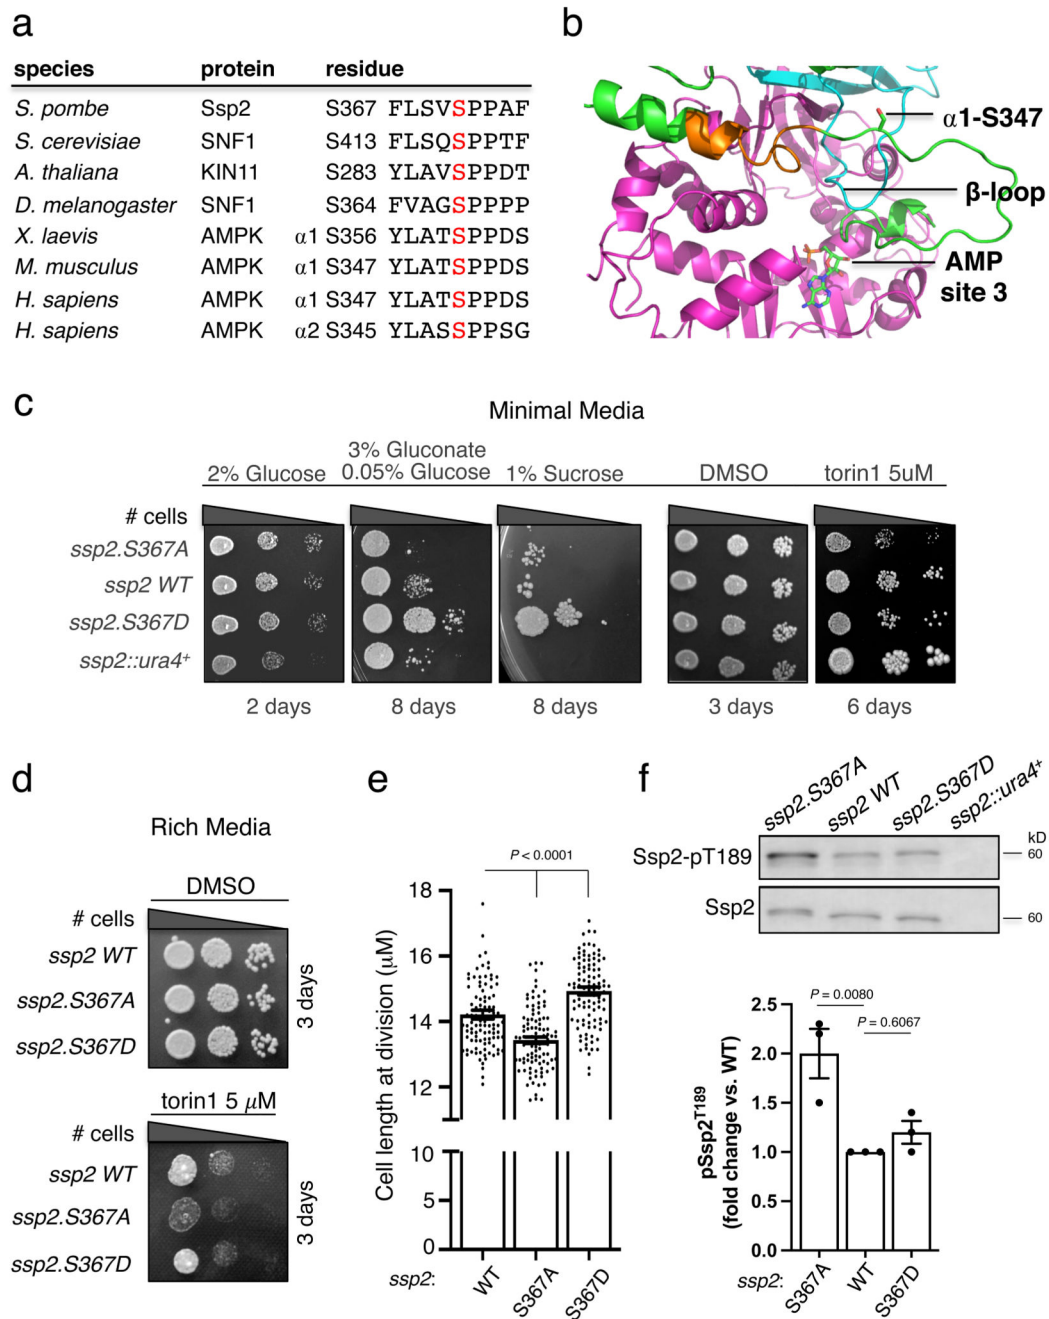 a
species protein residue
S. pombe Ssp2 S367 FLSVSPPAF
S. cerevisiae SNF1 S413 FLSQSPPTF
A. thaliana KIN11 S283 YLAVSPPDT
D. melanogaster SNF1 S364 FVAGSPPPP
X. laevis AMPK α1 S356 YLATSPPDS
M. musculus AMPK α1 S347 YLATSPPDS
H. sapiens AMPK α1 S347 YLATSPPDS
H. sapiens AMPK α2 S345 YLASSPPSG
b
α1-S347
β-loop
AMP
site 3
c
Minimal Media
2% Glucose
3% Gluconate
0.05% Glucose
1% Sucrose
DMSO
torin1 5uM
# cells
ssp2.S367A
ssp2 WT
ssp2.S367D
ssp2::ura4+
2 days
8 days
8 days
3 days
6 days
d
Rich Media
DMSO
# cells
ssp2 WT
ssp2.S367A
ssp2.S367D
3 days
torin1 5 μM
# cells
ssp2 WT
ssp2.S367A
ssp2.S367D
3 days
e
P < 0.0001
Cell length at division (μM)
18
16
14
12
10
5
0
ssp2:
WT
S367A
S367D
f
ssp2.S367A
ssp2 WT
ssp2.S367D
ssp2::ura4+
kD
Ssp2-pT189
60
Ssp2
60
P = 0.0080
P = 0.6067
pSsp2T189
(fold change vs. WT)
2.5
2.0
1.5
1.0
0.5
0.0
ssp2:
S367A
WT
S367D